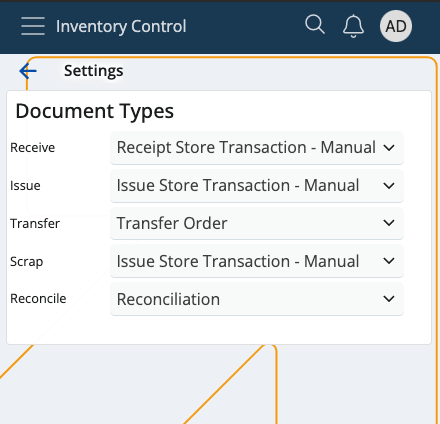 Inventory Control
AD
Settings
Document Types
Receive Receipt Store Transaction - Manual
Issue Issue Store Transaction - Manual
Transfer Transfer Order
Scrap Issue Store Transaction - Manual
Reconcile Reconciliation